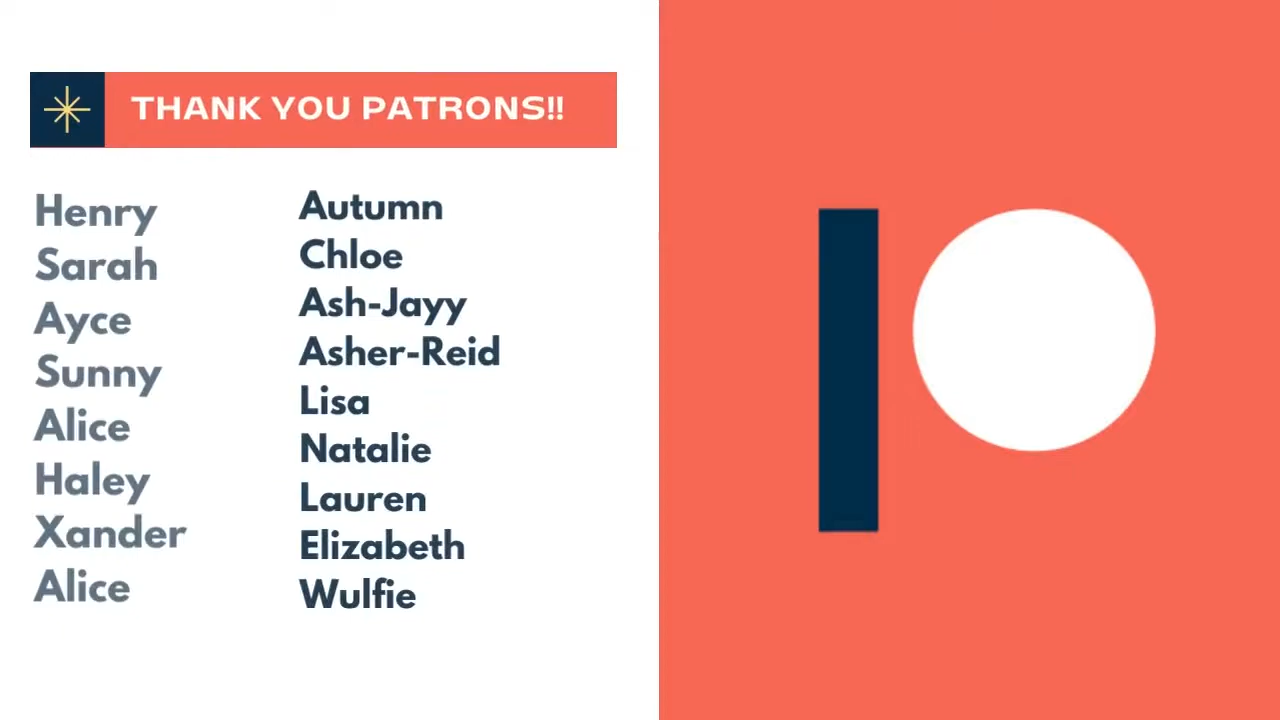 THANK YOU PATRONS!!
Henry
Sarah
Ayce
Sunny
Alice
Haley
Xander
Alice
Autumn
Chloe
Ash-Jayy
Asher-Reid
Lisa
Natalie
Lauren
Elizabeth
Wulfie